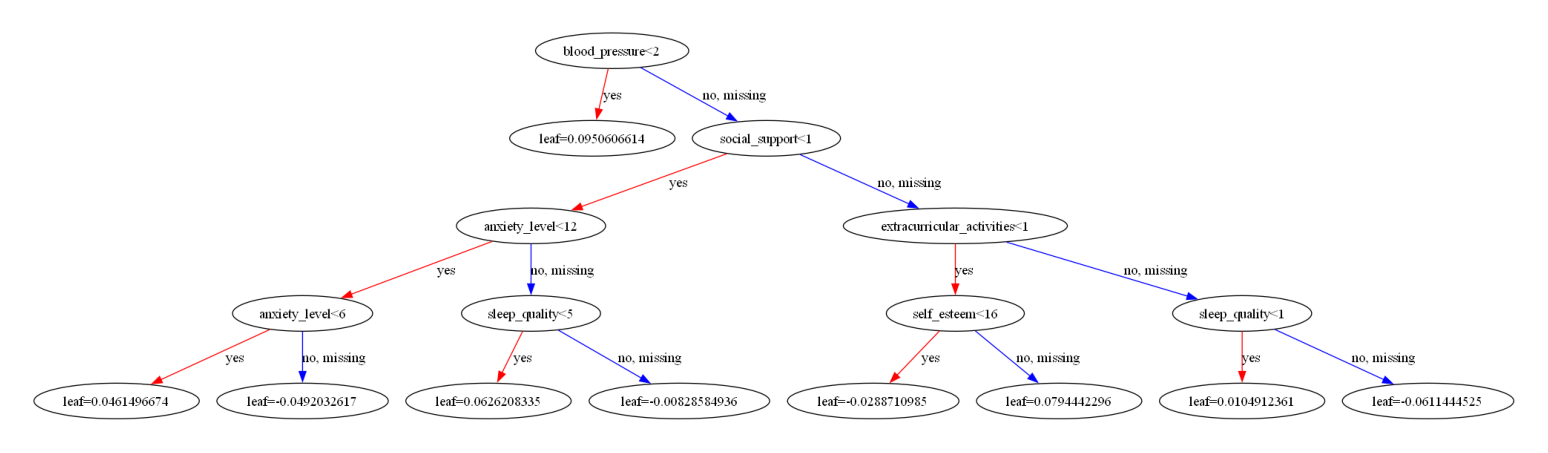 blood_pressure<2
yes
no, missing
leaf=0.0950606614
social_support<1
yes
no, missing
anxiety_level<12
extracurricular_activities<1
yes
no, missing
yes
no, missing
anxiety_level<6
sleep_quality<5
self_esteem<16
sleep_quality<1
yes
no, missing
yes
no, missing
yes
no, missing
yes
no, missing
leaf=0.0461496674
leaf=-0.0492032617
leaf=0.0626208335
leaf=-0.00828584936
leaf=-0.0288710985
leaf=0.0794442296
leaf=0.0104912361
leaf=-0.0611444525